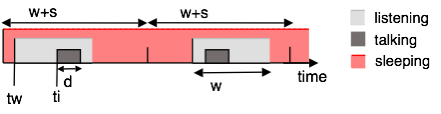 w+s
w+s
listening
talking
sleeping
d
w
time
tw
ti